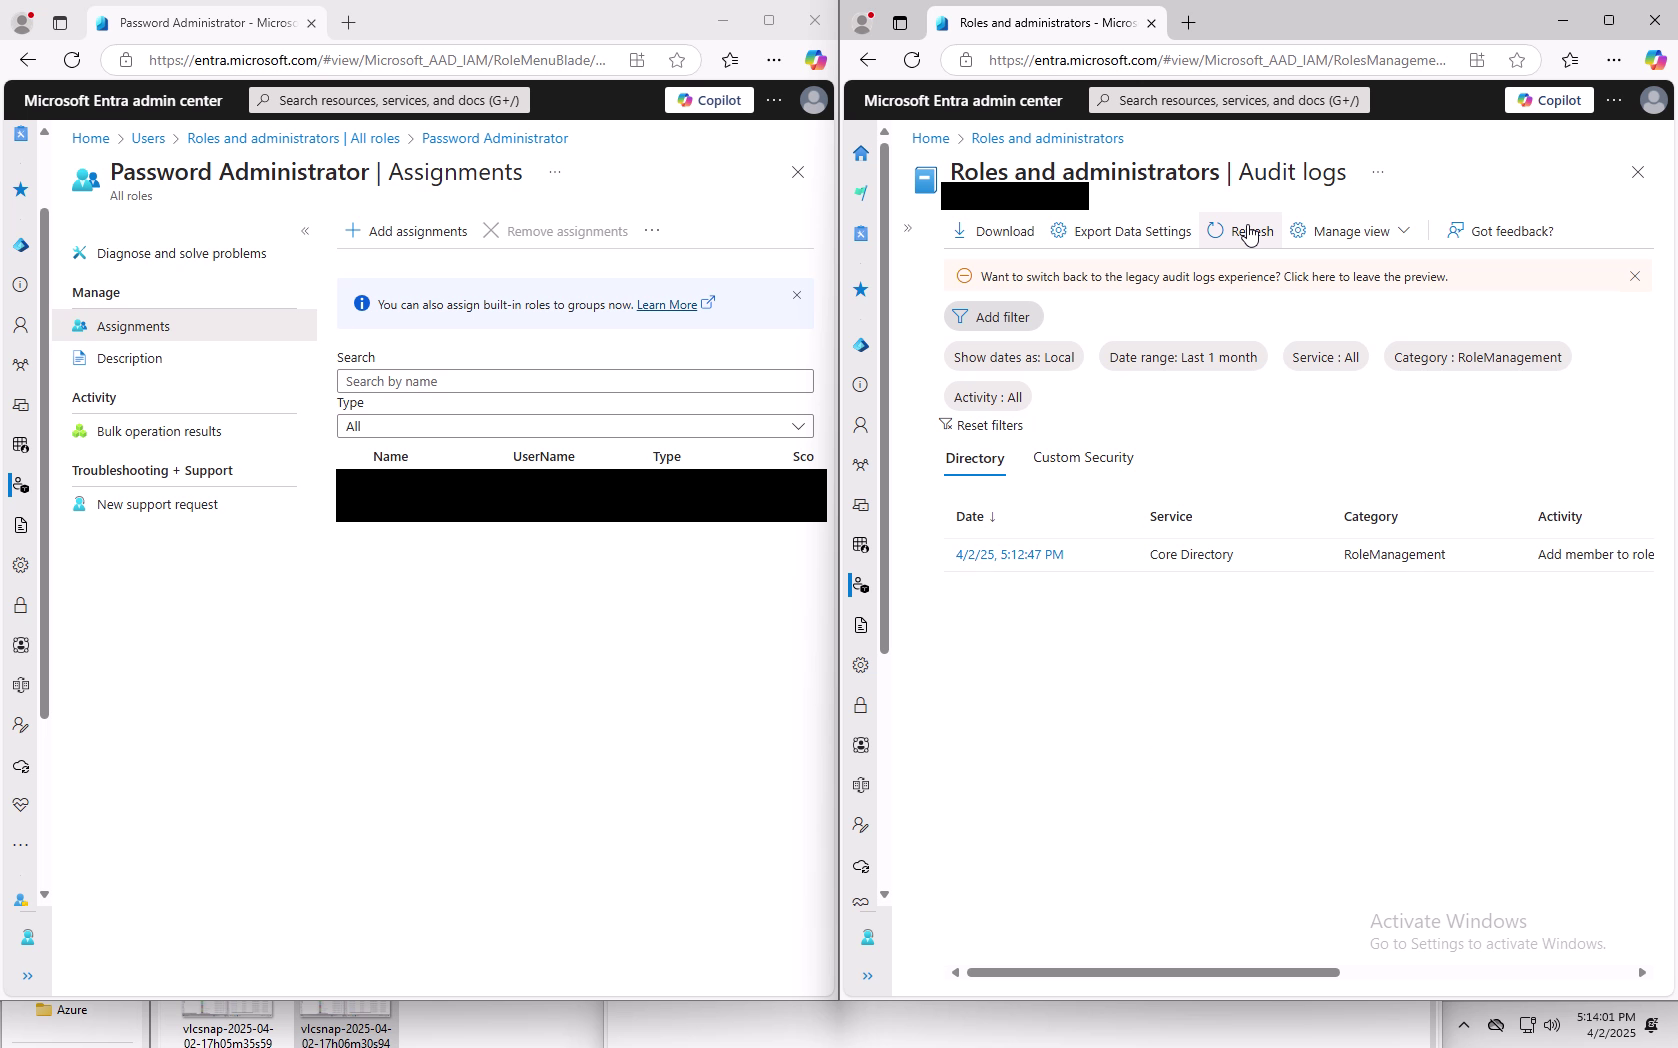 Password Administrator - Micros
https://entra.microsoft.com/#view/Microsoft_AAD_IAM/RoleMenuBlade/...
Microsoft Entra admin center
Search resources, services, and docs (G+/)
Copilot
Home > Users > Roles and administrators | All roles > Password Administrator
Password Administrator | Assignments
All roles
Diagnose and solve problems
Manage
Assignments
Description
Activity
Bulk operation results
Troubleshooting + Support
New support request
Add assignments
Remove assignments
You can also assign built-in roles to groups now. Learn More
Search
Search by name
Type
All
Name UserName Type Sco
Roles and administrators - Micros
https://entra.microsoft.com/#view/Microsoft_AAD_IAM/RolesManageme...
Microsoft Entra admin center
Search resources, services, and docs (G+/)
Copilot
Home > Roles and administrators
Roles and administrators | Audit logs
Download Export Data Settings Refresh Manage view Got feedback?
Want to switch back to the legacy audit logs experience? Click here to leave the preview.
Add filter
Show dates as: Local Date range: Last 1 month Service : All Category : RoleManagement
Activity : All
Reset filters
Directory Custom Security
Date ↓ Service Category Activity
4/2/25, 5:12:47 PM Core Directory RoleManagement Add member to role
Activate Windows
Go to Settings to activate Windows.
Azure
vlcsnap-2025-04-
02-17h05m35s59
vlcsnap-2025-04-
02-17h06m30s94
5:14:01 PM
4/2/2025